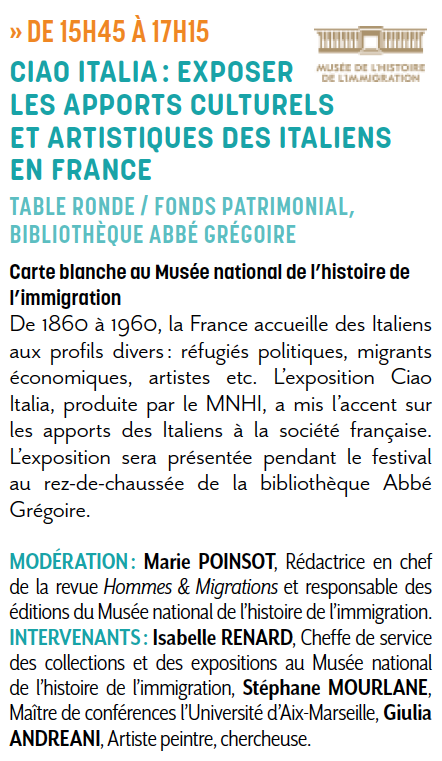 » DE 15H45 À 17H15
MUSÉE DE L'HISTOIRE
DE L'IMMIGRATION
CIAO ITALIA : EXPOSER
LES APPORTS CULTURELS
ET ARTISTIQUES DES ITALIENS
EN FRANCE
TABLE RONDE / FONDS PATRIMONIAL,
BIBLIOTHÈQUE ABBÉ GRÉGOIRE
Carte blanche au Musée national de l'histoire de
l'immigration
De 1860 à 1960, la France accueille des Italiens
aux profils divers : réfugiés politiques, migrants
économiques, artistes etc. L'exposition Ciao
Italia, produite par le MNHI, a mis l'accent sur
les apports des Italiens à la société française.
L'exposition sera présentée pendant le festival
au rez-de-chaussée de la bibliothèque Abbé
Grégoire.
MODÉRATION : Marie POINSOT, Rédactrice en chef
de la revue Hommes & Migrations et responsable des
éditions du Musée national de l'histoire de l'immigration.
INTERVENANTS : Isabelle RENARD, Cheffe de service
des collections et des expositions au Musée national
de l'histoire de l'immigration, Stéphane MOURLANE,
Maître de conférences l'Université d'Aix-Marseille, Giulia
ANDREANI, Artiste peintre, chercheuse.